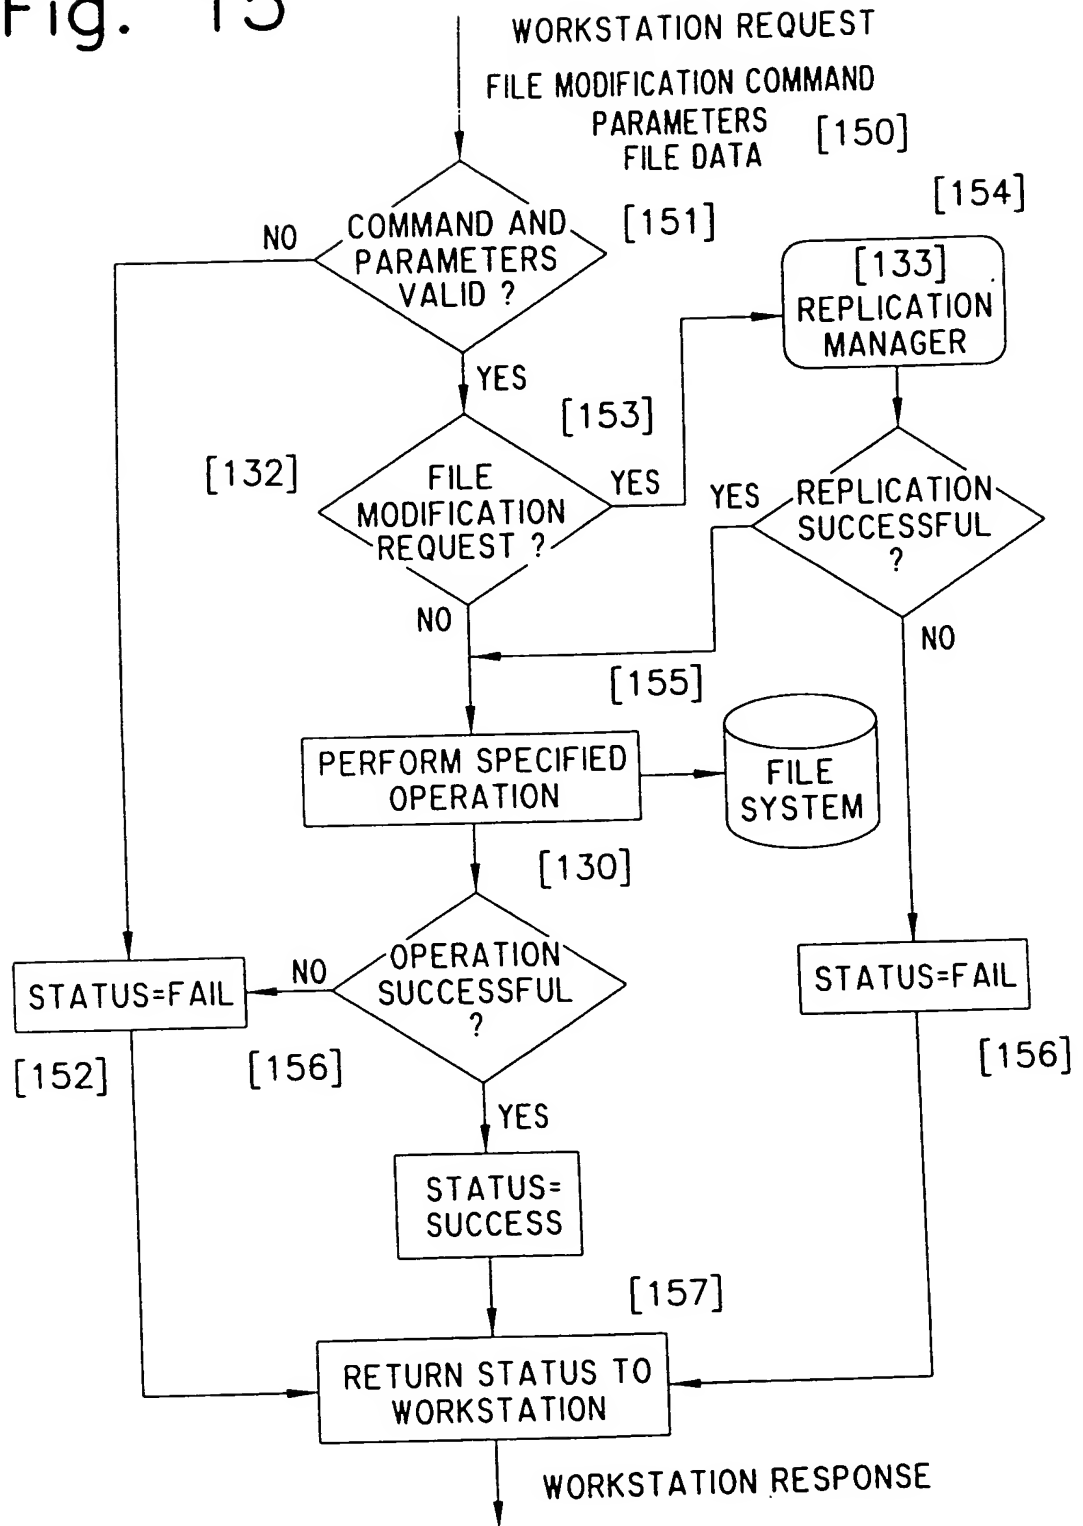 Fig. 15
WORKSTATION REQUEST
FILE MODIFICATION COMMAND
PARAMETERS
FILE DATA
[150]
[154]
NO
COMMAND AND
PARAMETERS
VALID ?
[151]
[133]
REPLICATION
MANAGER
YES
[153]
[132]
FILE
MODIFICATION
REQUEST ?
YES
YES
REPLICATION
SUCCESSFUL
?
NO
NO
[155]
PERFORM SPECIFIED
OPERATION
FILE
SYSTEM
[130]
OPERATION
SUCCESSFUL
?
NO
STATUS=FAIL
STATUS=FAIL
[152]
[156]
[156]
YES
STATUS=
SUCCESS
[157]
RETURN STATUS TO
WORKSTATION
WORKSTATION RESPONSE